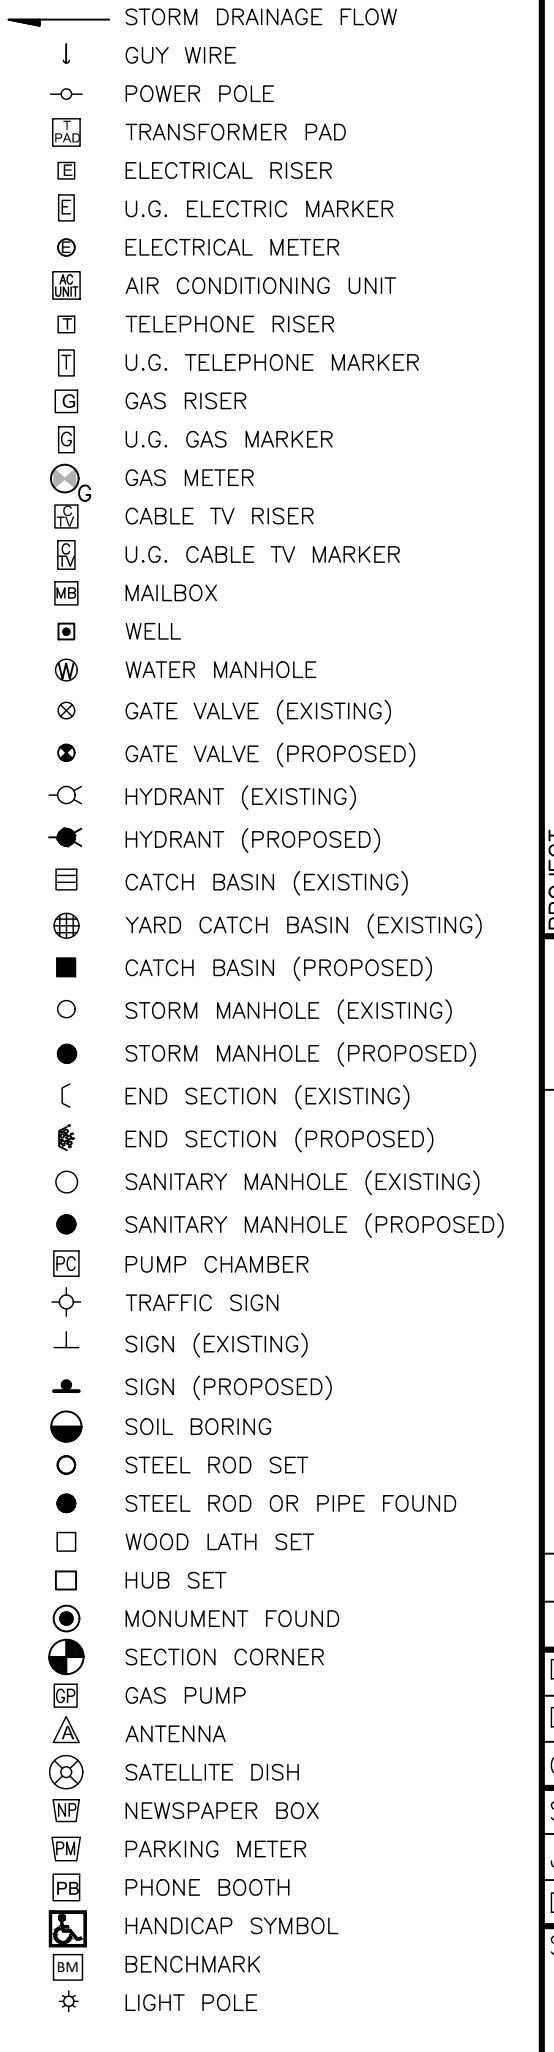 STORM DRAINAGE FLOW
GUY WIRE
POWER POLE
T PAD TRANSFORMER PAD
E ELECTRICAL RISER
E U.G. ELECTRIC MARKER
E ELECTRICAL METER
AC UNIT AIR CONDITIONING UNIT
T TELEPHONE RISER
T U.G. TELEPHONE MARKER
G GAS RISER
G U.G. GAS MARKER
G GAS METER
C TV CABLE TV RISER
C TV U.G. CABLE TV MARKER
MB MAILBOX
WELL
W WATER MANHOLE
GATE VALVE (EXISTING)
GATE VALVE (PROPOSED)
HYDRANT (EXISTING)
HYDRANT (PROPOSED)
CATCH BASIN (EXISTING)
YARD CATCH BASIN (EXISTING)
CATCH BASIN (PROPOSED)
STORM MANHOLE (EXISTING)
STORM MANHOLE (PROPOSED)
END SECTION (EXISTING)
END SECTION (PROPOSED)
SANITARY MANHOLE (EXISTING)
SANITARY MANHOLE (PROPOSED)
PC PUMP CHAMBER
TRAFFIC SIGN
SIGN (EXISTING)
SIGN (PROPOSED)
SOIL BORING
STEEL ROD SET
STEEL ROD OR PIPE FOUND
WOOD LATH SET
HUB SET
MONUMENT FOUND
SECTION CORNER
GP GAS PUMP
A ANTENNA
SATELLITE DISH
NP NEWSPAPER BOX
PM PARKING METER
PB PHONE BOOTH
HANDICAP SYMBOL
BM BENCHMARK
LIGHT POLE